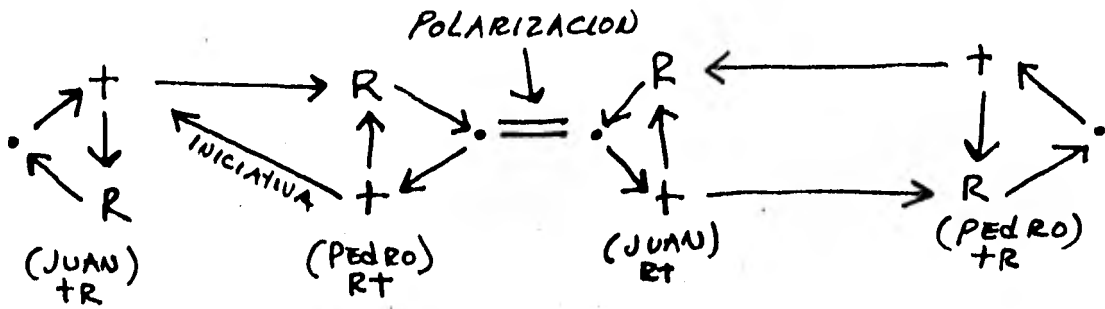 POLARIZACION
+ R R +
INICIATIVA
R + + R
(JUAN) (PEdRO) (JUAN) (PEdRO)
+R R+ R+ +R